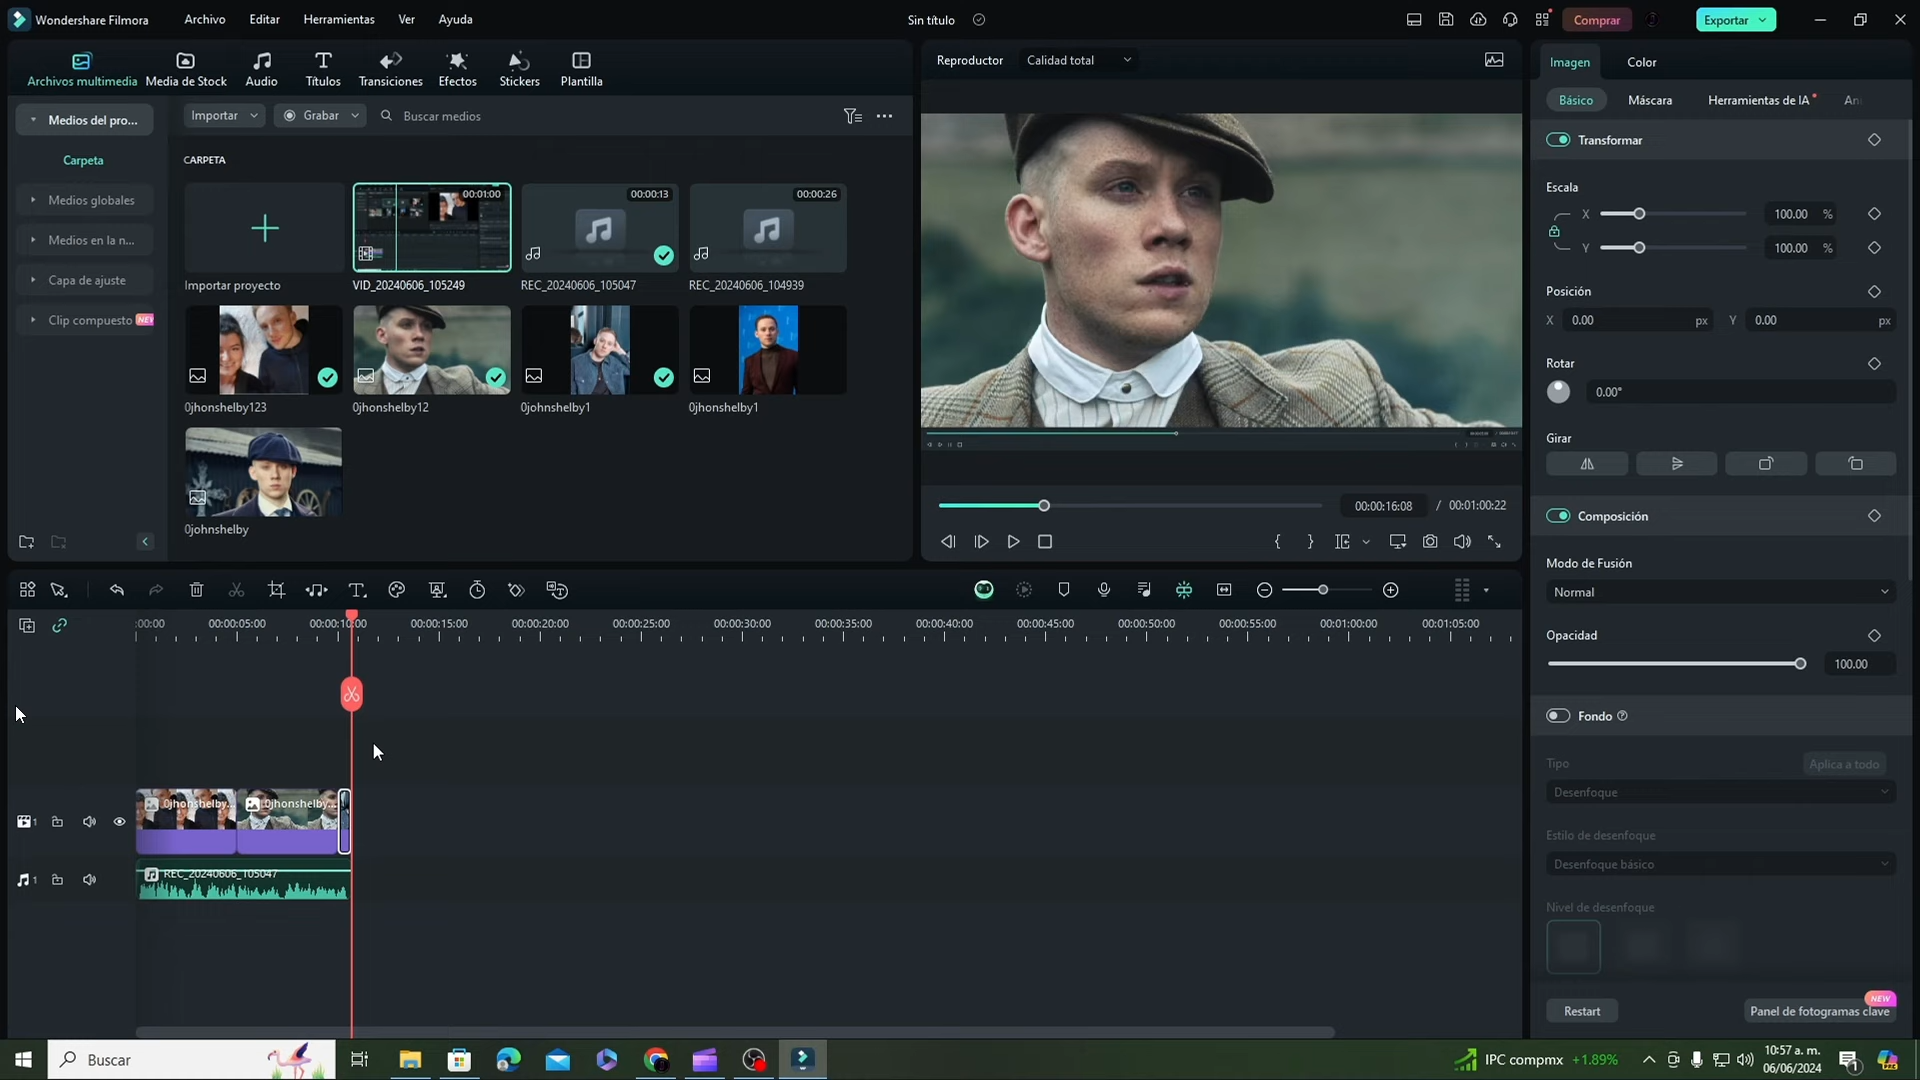 Wondershare Filmora
Archivo
Editar
Herramientas
Ver
Ayuda
Sin título
Comprar
Exportar
Archivos multimedia
Media de Stock
Audio
Títulos
Transiciones
Efectos
Stickers
Plantilla
Reproductor
Calidad total
Imagen
Color
Básico
Máscara
Herramientas de IA
An
Medios del pro...
Importar
Grabar
Buscar medios
Carpeta
CARPETA
Medios globales
Medios en la n...
Capa de ajuste
Clip compuesto NEW
00:01:00
00:00:13
00:00:26
Importar proyecto
VID_20240606_105249
REC_20240606_105047
REC_20240606_104939
0jhonshelby123
0jhonshelby12
0johnshelby1
0jhonshelby1
0johnshelby
00:00:16:08 / 00:01:00:22
Transformar
Escala
X 100.00 %
Y 100.00 %
Posición
X 0.00 px Y 0.00 px
Rotar
0.00°
Girar
Composición
Modo de Fusión
Normal
Opacidad
100.00
Fondo
Tipo
Aplica a todo
Desenfoque
Estilo de desenfoque
Desenfoque básico
Nivel de desenfoque
NEW
Restart
Panel de fotogramas clave
:00:00 00:00:05:00 00:00:10:00 00:00:15:00 00:00:20:00 00:00:25:00 00:00:30:00 00:00:35:00 00:00:40:00 00:00:45:00 00:00:50:00 00:00:55:00 00:01:00:00 00:01:05:00
0jhonshelby...
0jhonshelby...
1
REC_20240606_105047
1
Buscar
IPC compmx +1.89%
10:57 a. m.
06/06/2024
1
PRE